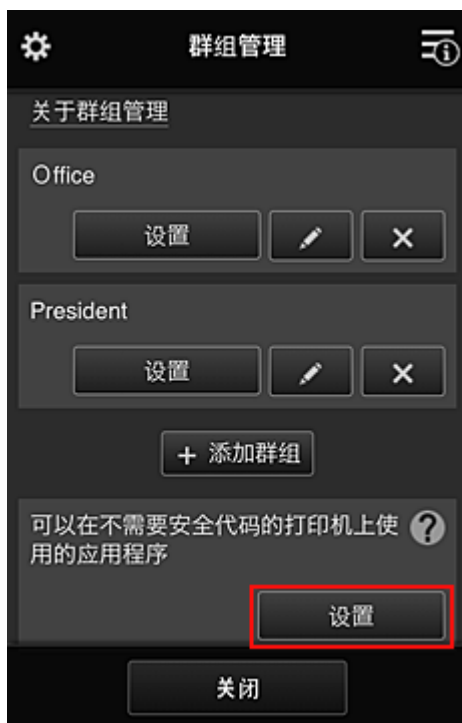 群组管理
关于群组管理
Office
设置
President
设置
+ 添加群组
可以在不需要安全代码的打印机上使
用的应用程序
设置
关闭